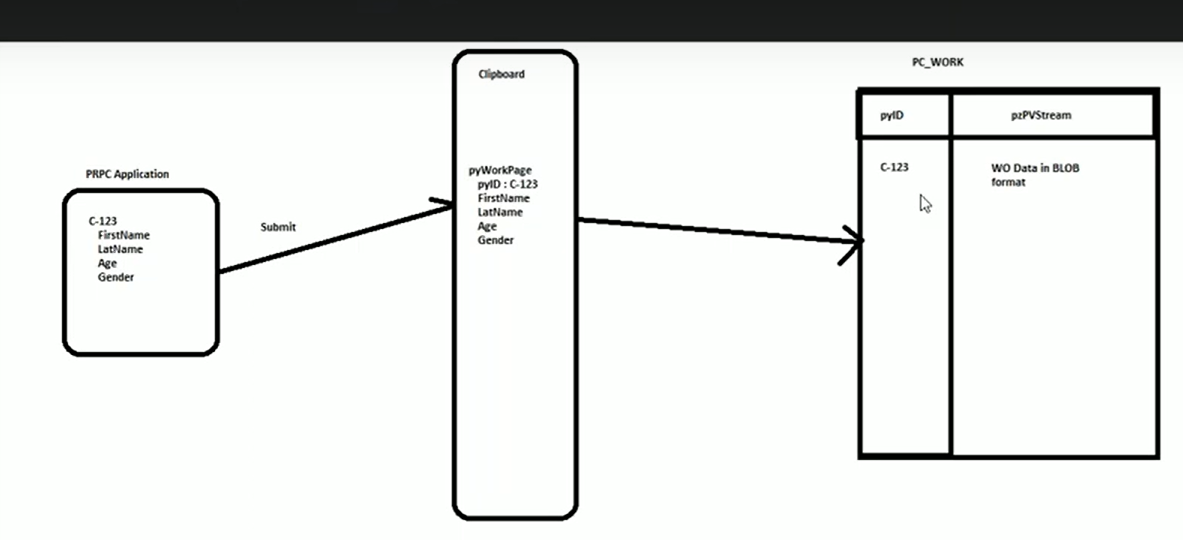 PRPC Application
C-123
FirstName
LatName
Age
Gender
Submit
Clipboard
pyWorkPage
pyID : C-123
FirstName
LatName
Age
Gender
PC_WORK
pyID
pzPVStream
C-123
WO Data in BLOB
format